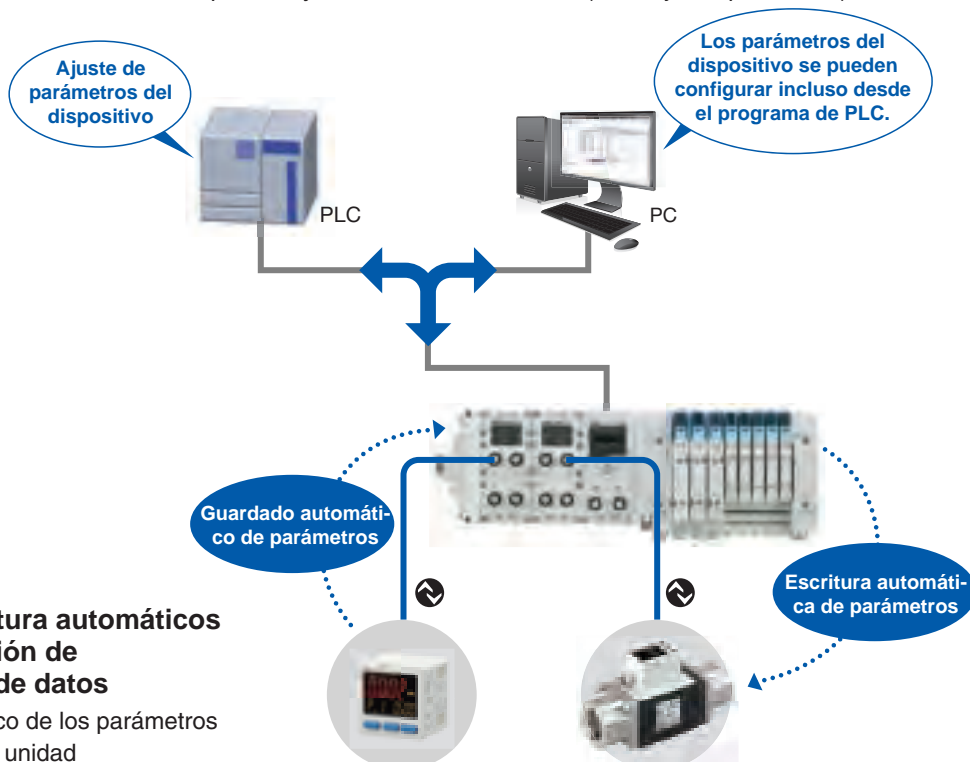 Ajuste de
parámetros del
dispositivo
Los parámetros del
dispositivo se pueden
configurar incluso desde
el programa de PLC.
PLC
PC
Guardado automáti-
co de parámetros
Escritura automáti-
ca de parámetros
tura automáticos
ión de
de datos
co de los parámetros
unidad